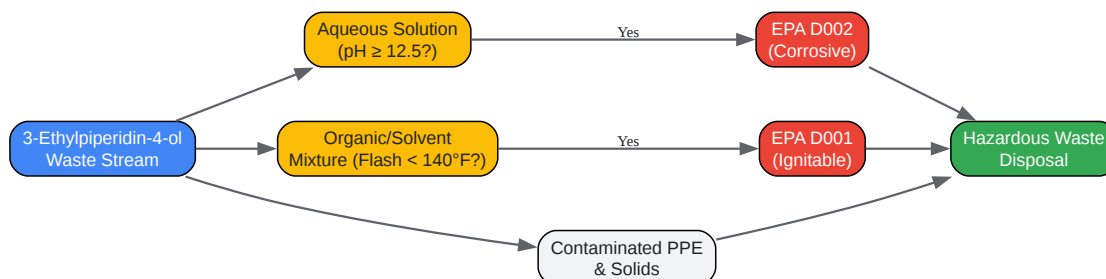 Aqueous Solution
(pH ≥ 12.5?)
Yes
EPA D002
(Corrosive)
3-Ethylpiperidin-4-ol
Waste Stream
Organic/Solvent
Mixture (Flash < 140°F?)
Yes
EPA D001
(Ignitable)
Hazardous Waste
Disposal
Contaminated PPE
& Solids